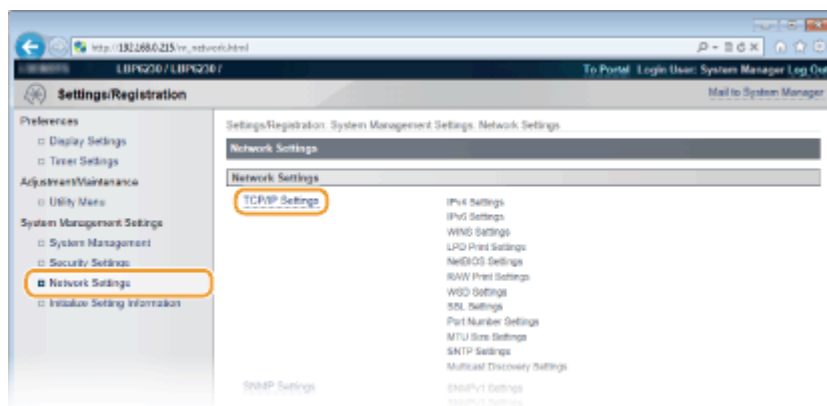 http://192.168.0.215/m_network.html
LBP6230 / LBP6230 /
To Portal Login User: System Manager Log Out
Settings/Registration
Mail to System Manager
Preferences
Display Settings
Timer Settings
Adjustment/Maintenance
Utility Menu
System Management Settings
System Management
Security Settings
Network Settings
Initialize Setting Information
Settings/Registration: System Management Settings: Network Settings
Network Settings
Network Settings
TCP/IP Settings
IPv4 Settings
IPv6 Settings
WINS Settings
LPD Print Settings
NetBIOS Settings
RAW Print Settings
WSD Settings
SSL Settings
Port Number Settings
MTU Size Settings
SNTP Settings
Multicast Discovery Settings
SNMP Settings
SNMPv1 Settings